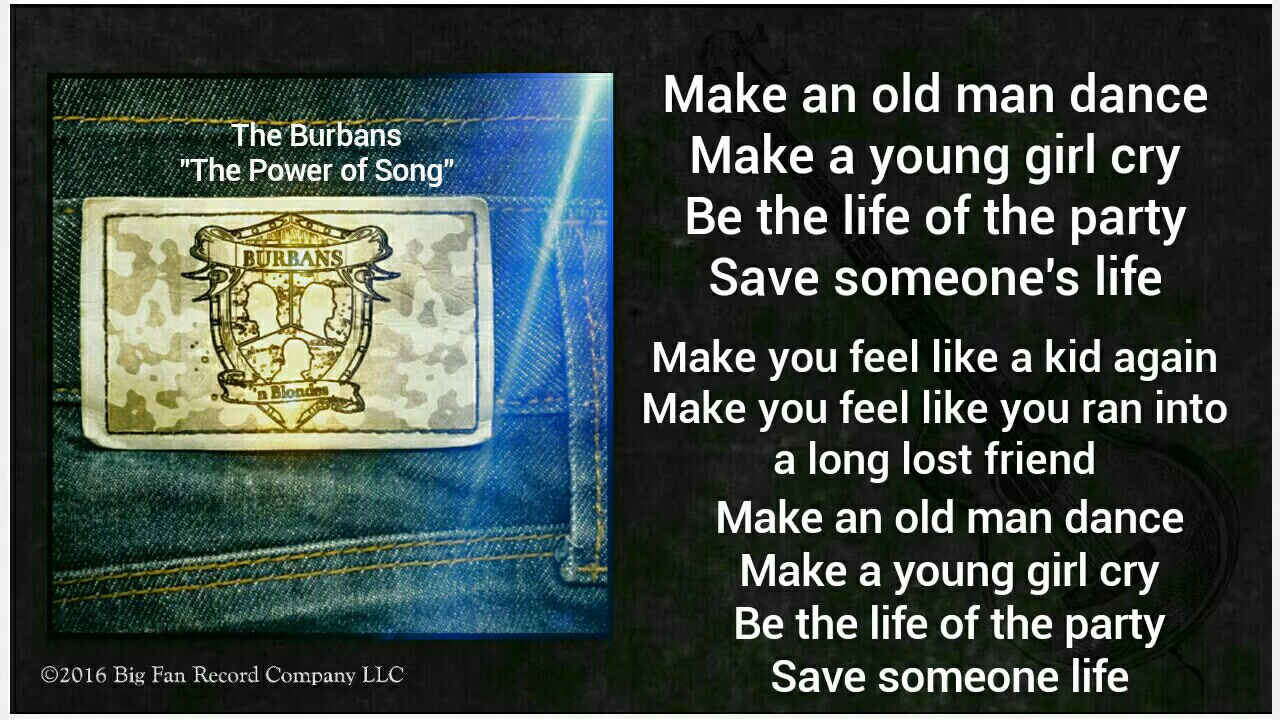 The Burbans
"The Power of Song"
BURBANS
n Blondes
©2016 Big Fan Record Company LLC
Make an old man dance
Make a young girl cry
Be the life of the party
Save someone's life
Make you feel like a kid again
Make you feel like you ran into
a long lost friend
Make an old man dance
Make a young girl cry
Be the life of the party
Save someone life